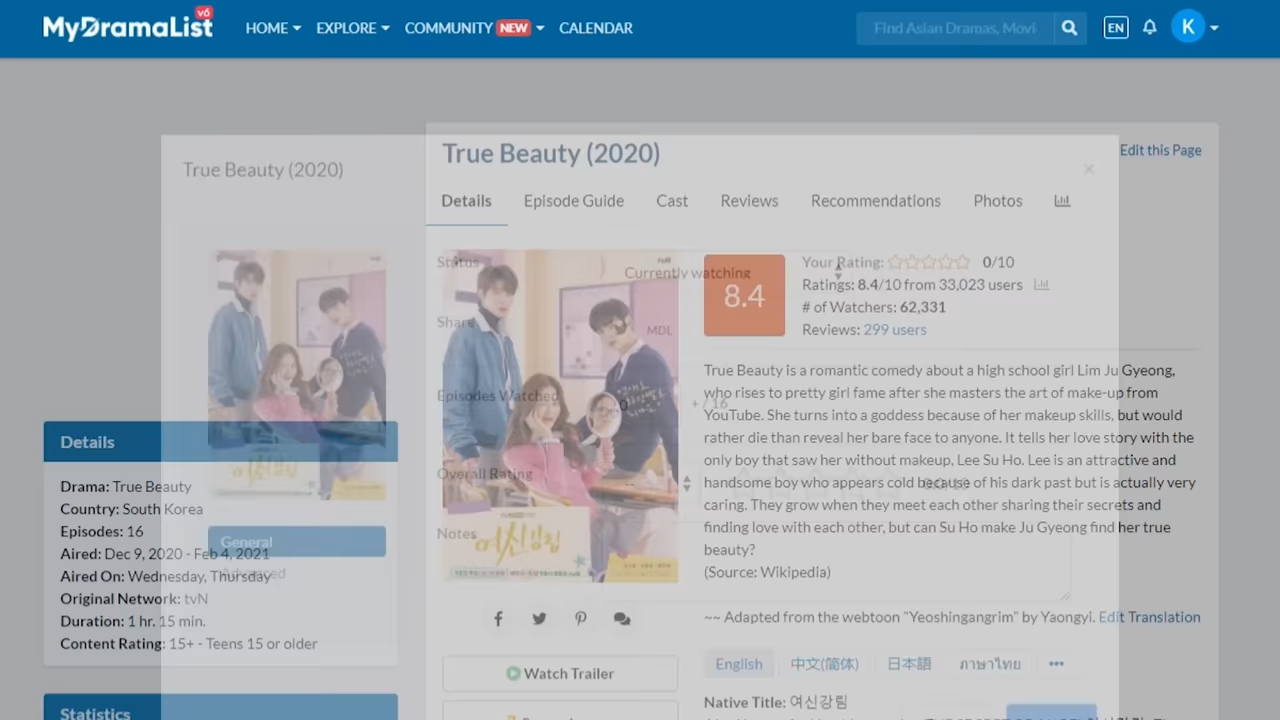 MyDramaList v6 HOME EXPLORE COMMUNITY NEW CALENDAR Find Asian Dramas, Movi EN K
True Beauty (2020)
Edit this Page
Details Episode Guide Cast Reviews Recommendations Photos
8.4
Your Rating: 0/10
Ratings: 8.4/10 from 33,023 users
# of Watchers: 62,331
Reviews: 299 users
True Beauty is a romantic comedy about a high school girl Lim Ju Gyeong,
who rises to pretty girl fame after she masters the art of make-up from
YouTube. She turns into a goddess because of her makeup skills, but would
rather die than reveal her bare face to anyone. It tells her love story with the
only boy that saw her without makeup, Lee Su Ho. Lee is an attractive and
handsome boy who appears cold because of his dark past but is actually very
caring. They grow when they meet each other sharing their secrets and
finding love with each other, but can Su Ho make Ju Gyeong find her true
beauty?
(Source: Wikipedia)
~~ Adapted from the webtoon "Yeoshingangrim" by Yaongyi. Edit Translation
English 中文(简体) 日本語 ภาษาไทย •••
Native Title: 여신강림
여신강림
Watch Trailer
True Beauty (2020)
×
Status
Currently watching
Share
MDL
Episodes Watched
0 + / 16
Overall Rating
--
Notes
General
Advanced
Details
Drama: True Beauty
Country: South Korea
Episodes: 16
Aired: Dec 9, 2020 - Feb 4, 2021
Aired On: Wednesday, Thursday
Original Network: tvN
Duration: 1 hr. 15 min.
Content Rating: 15+ - Teens 15 or older
Statistics